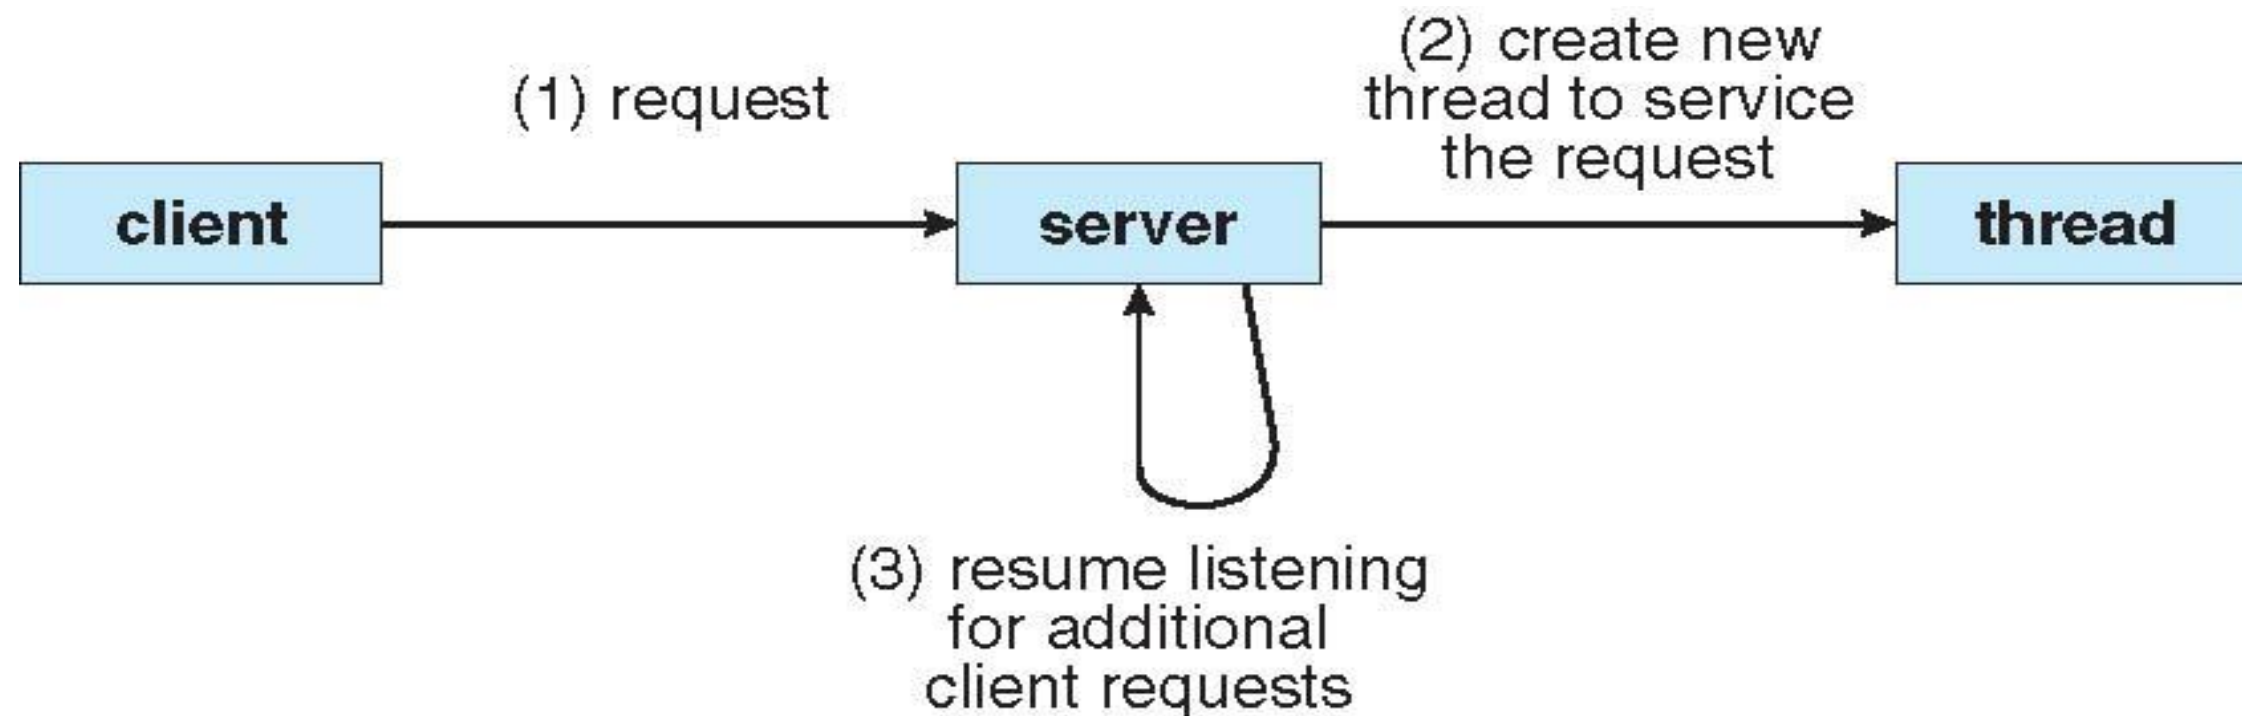 (1) request
(2) create new
thread to service
the request
client
server
thread
(3) resume listening
for additional
client requests